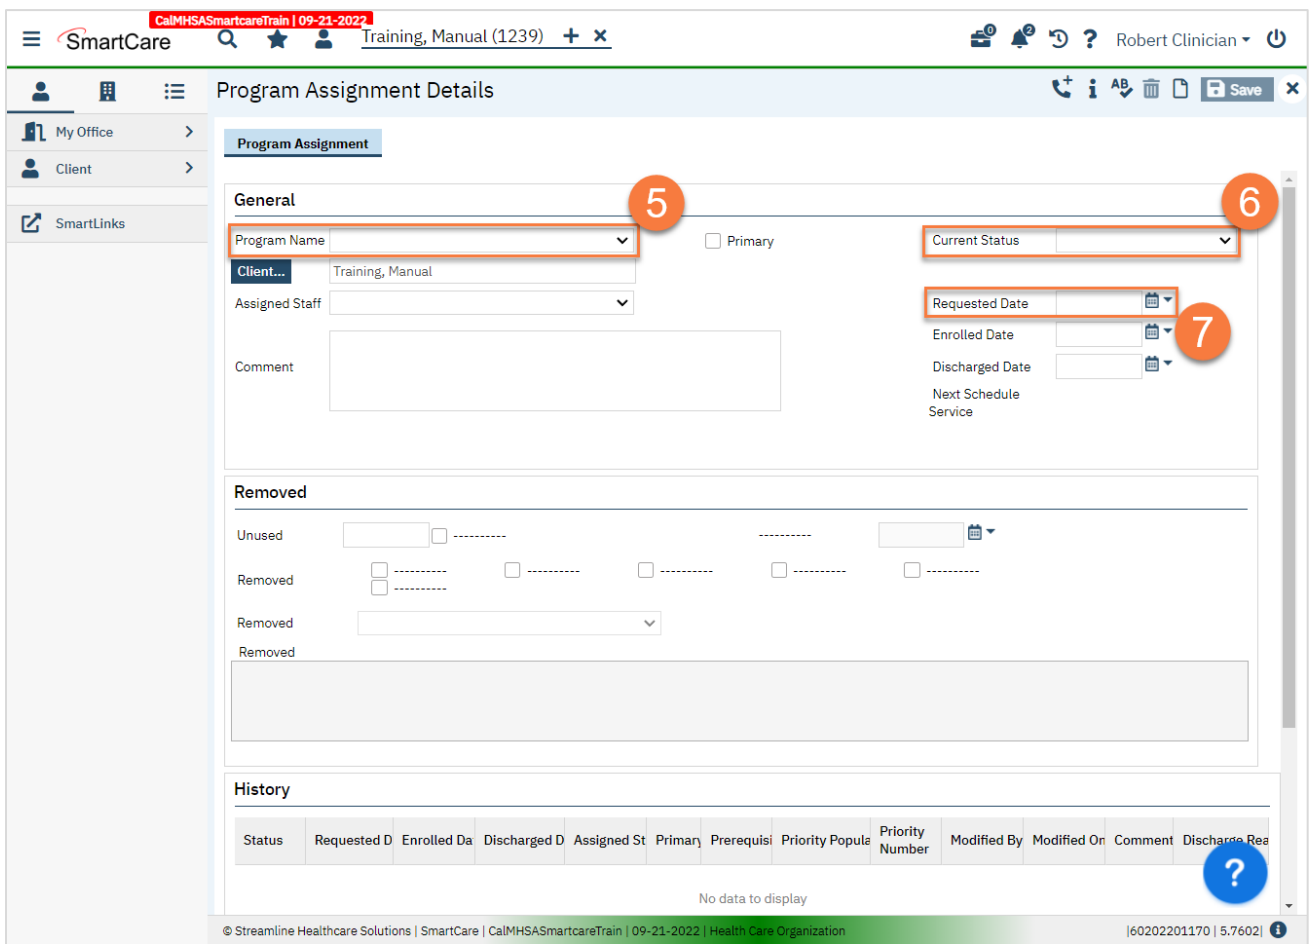 CalMHSASmartcareTrain | 09-21-2022
SmartCare
Training, Manual (1239)
0
2
?
Robert Clinician
Program Assignment Details
AB
Save
My Office
Client
SmartLinks
Program Assignment
General
5
6
Program Name
Primary
Current Status
Client...
Training, Manual
Assigned Staff
Requested Date
7
Enrolled Date
Comment
Discharged Date
Next Schedule
Service
Removed
Unused
----------
----------
Removed
---------- ---------- ---------- ---------- ----------
----------
Removed
Removed
History
Status Requested D Enrolled Da Discharged D Assigned St Primary Prerequisi Priority Popula Priority Number Modified By Modified On Comment Discharge Rea
?
No data to display
© Streamline Healthcare Solutions | SmartCare | CalMHSASmartcareTrain | 09-21-2022 | Health Care Organization
|60202201170 | 5.7602|